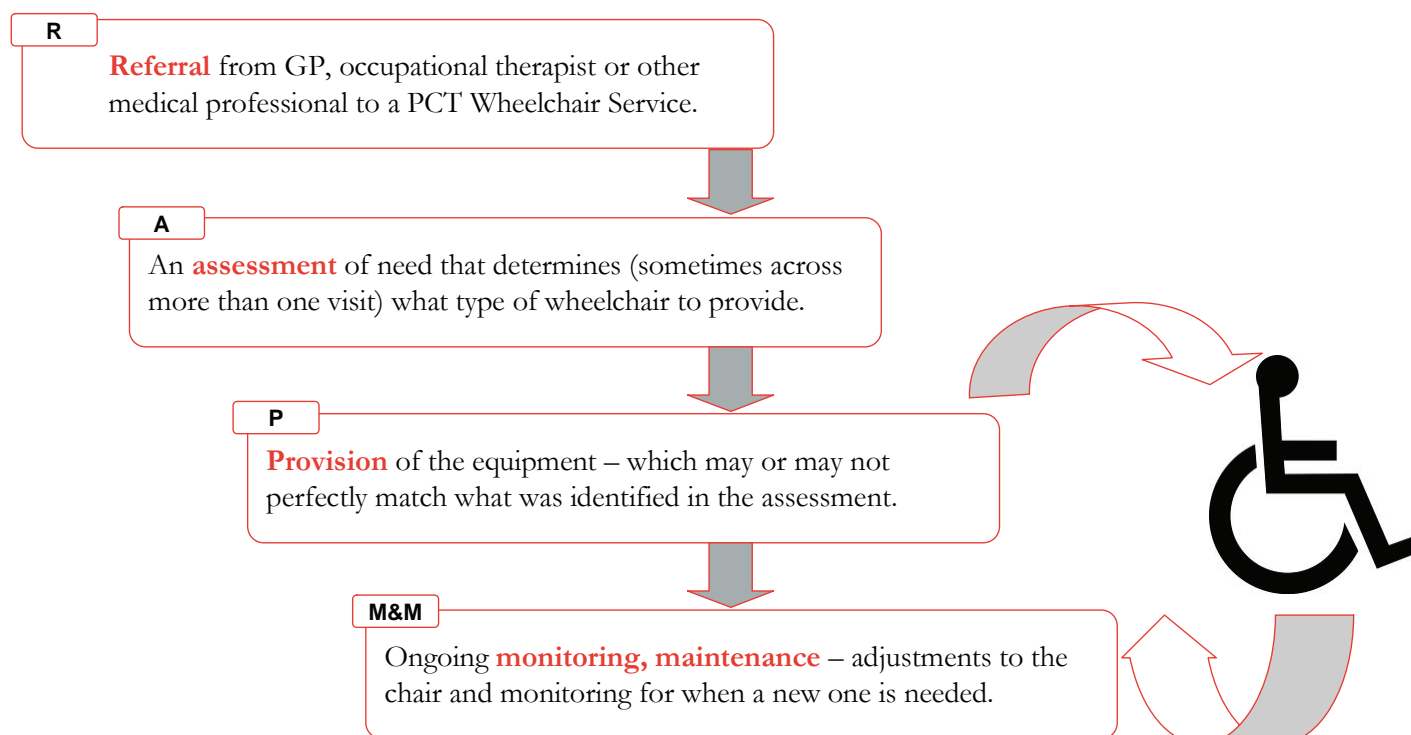 R
Referral from GP, occupational therapist or other
medical professional to a PCT Wheelchair Service.
A
An assessment of need that determines (sometimes across
more than one visit) what type of wheelchair to provide.
P
Provision of the equipment – which may or may not
perfectly match what was identified in the assessment.
M&M
Ongoing monitoring, maintenance – adjustments to the
chair and monitoring for when a new one is needed.